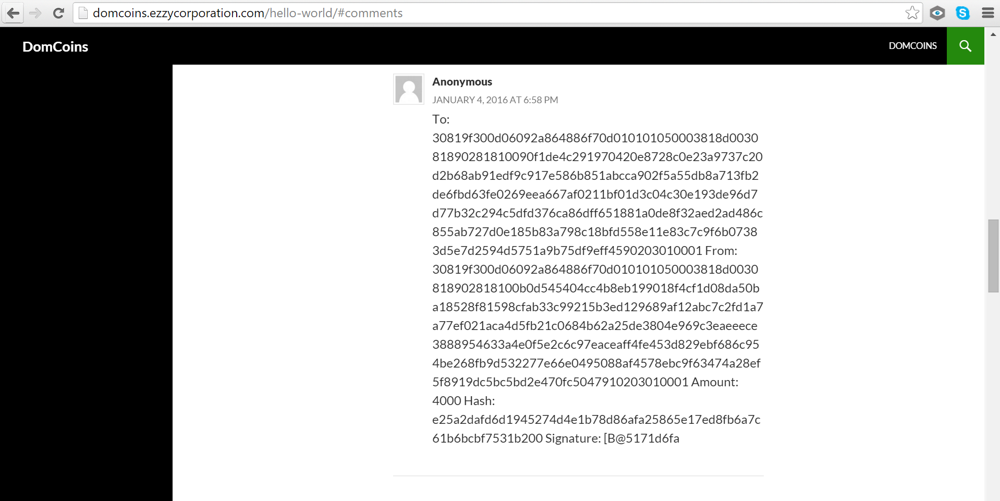 domcoins.ezzycorporation.com/hello-world/#comments
DomCoins
DOMCOINS
Anonymous
JANUARY 4, 2016 AT 6:58 PM
To:
30819f300d06092a864886f70d010101050003818d0030
81890281810090f1de4c291970420e8728c0e23a9737c20
d2b68ab91edf9c917e586b851abcca902f5a55db8a713fb2
de6fbd63fe0269eea667af0211bf01d3c04c30e193de96d7
d77b32c294c5dfd376ca86dff651881a0de8f32aed2ad486c
855ab727d0e185b83a798c18bfd558e11e83c7c9f6b0738
3d5e7d2594d5751a9b75df9eff4590203010001 From:
30819f300d06092a864886f70d010101050003818d0030
818902818100b0d545404cc4b8eb199018f4cf1d08da50b
a18528f81598cfab33c99215b3ed129689af12abc7c2fd1a7
a77ef021aca4d5fb21c0684b62a25de3804e969c3eaeeece
3888954633a4e0f5e2c6c97eaceaff4fe453d829ebf686c95
4be268fb9d532277e66e0495088af4578ebc9f63474a28ef
5f8919dc5bc5bd2e470fc5047910203010001 Amount:
4000 Hash:
e25a2dafd6d1945274d4e1b78d86afa25865e17ed8fb6a7c
61b6bcbf7531b200 Signature: [B@5171d6fa